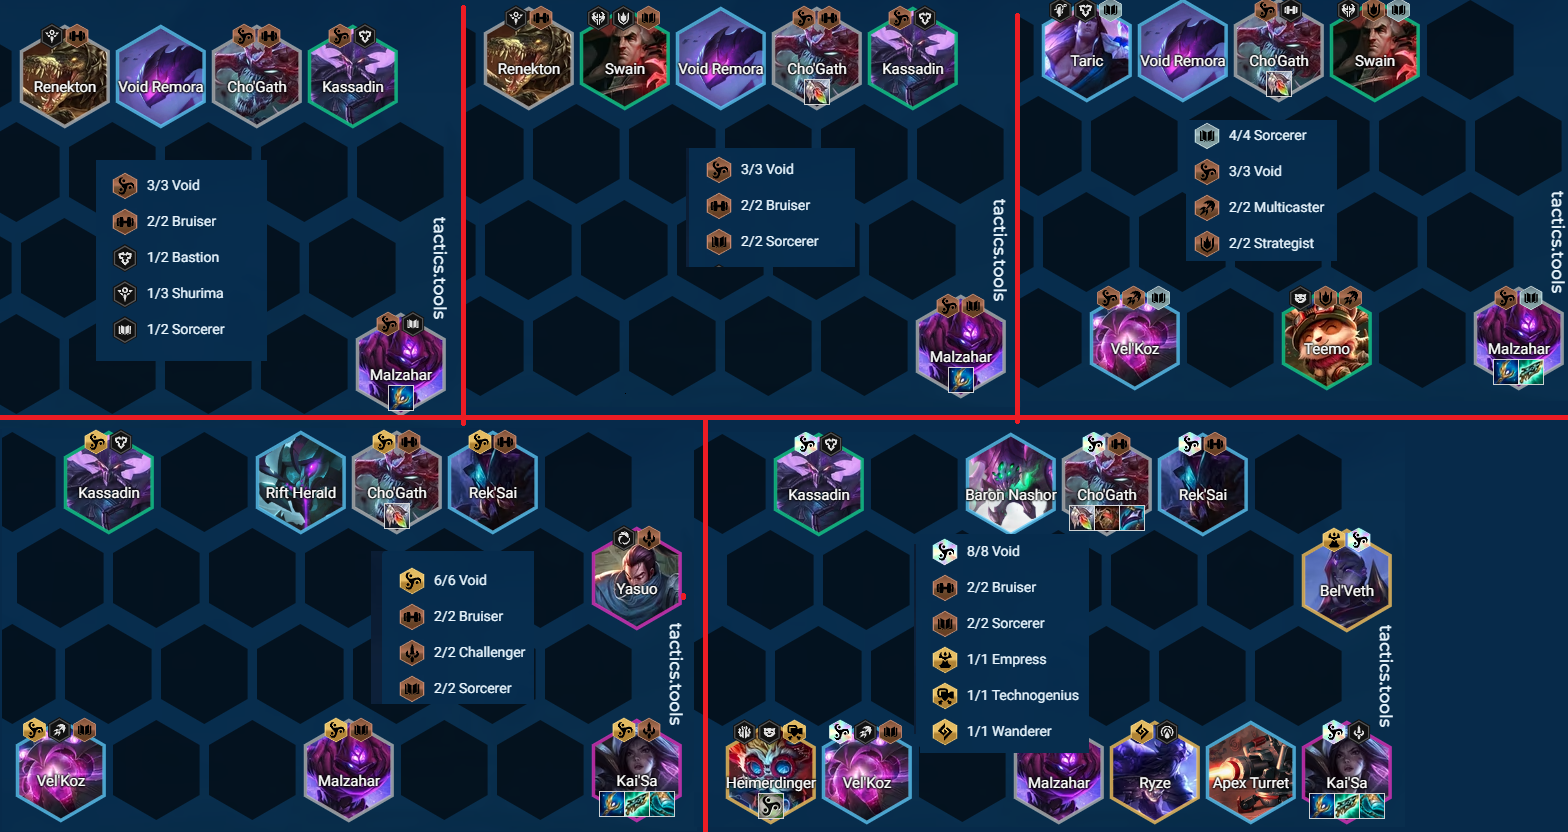 Renekton
Void Remora
Cho'Gath
Kassadin
3/3 Void
2/2 Bruiser
1/2 Bastion
1/3 Shurima
1/2 Sorcerer
Malzahar
tactics.tools
Renekton
Swain
Void Remora
Cho'Gath
Kassadin
3/3 Void
2/2 Bruiser
2/2 Sorcerer
Malzahar
tactics.tools
Taric
Void Remora
Cho'Gath
Swain
4/4 Sorcerer
3/3 Void
2/2 Multicaster
2/2 Strategist
Vel'Koz
Teemo
Malzahar
tactics.tools
Kassadin
Rift Herald
Cho'Gath
Rek'Sai
Yasuo
6/6 Void
2/2 Bruiser
2/2 Challenger
2/2 Sorcerer
Vel'Koz
Malzahar
Kai'Sa
tactics.tools
Kassadin
Baron Nashor
Cho'Gath
Rek'Sai
Bel'Veth
8/8 Void
2/2 Bruiser
2/2 Sorcerer
1/1 Empress
1/1 Technogenius
1/1 Wanderer
Heimerdinger
Vel'Koz
Malzahar
Ryze
Apex Turret
Kai'Sa
tactics.tools